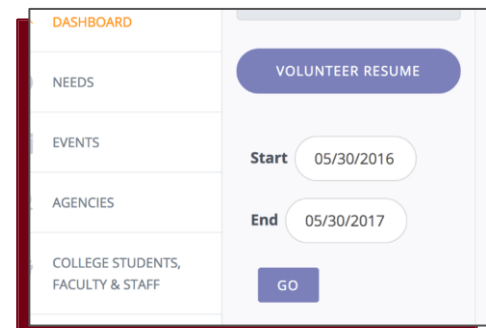 DASHBOARD
NEEDS
EVENTS
AGENCIES
COLLEGE STUDENTS,
FACULTY & STAFF
VOLUNTEER RESUME
Start 05/30/2016
End 05/30/2017
GO